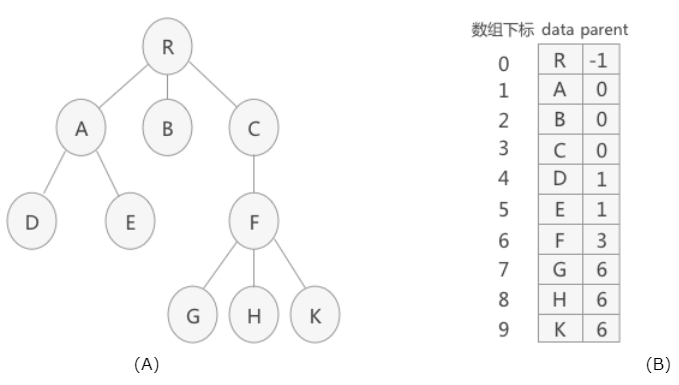 R
A B C
D E F
G H K
(A)
数组下标 data parent
0 R -1
1 A 0
2 B 0
3 C 0
4 D 1
5 E 1
6 F 3
7 G 6
8 H 6
9 K 6
(B)